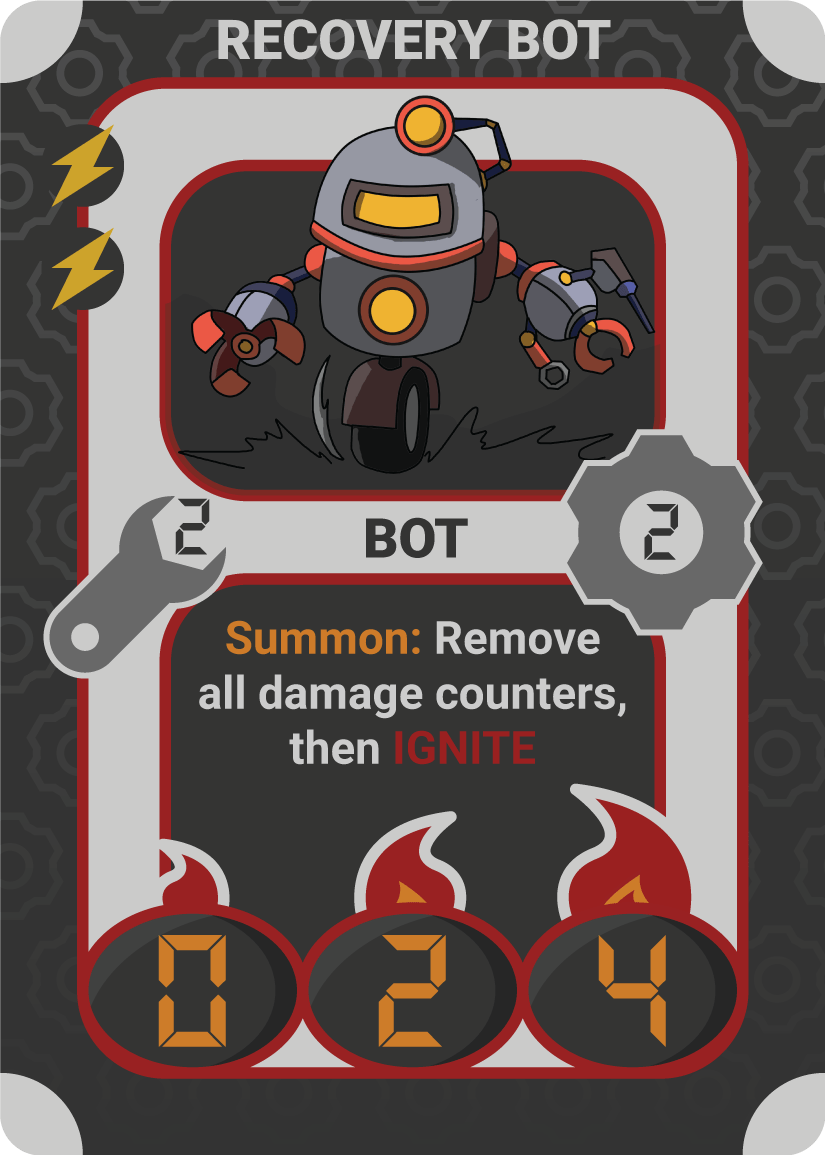 RECOVERY BOT
2
BOT
2
Summon: Remove
all damage counters,
then IGNITE
0
2
4